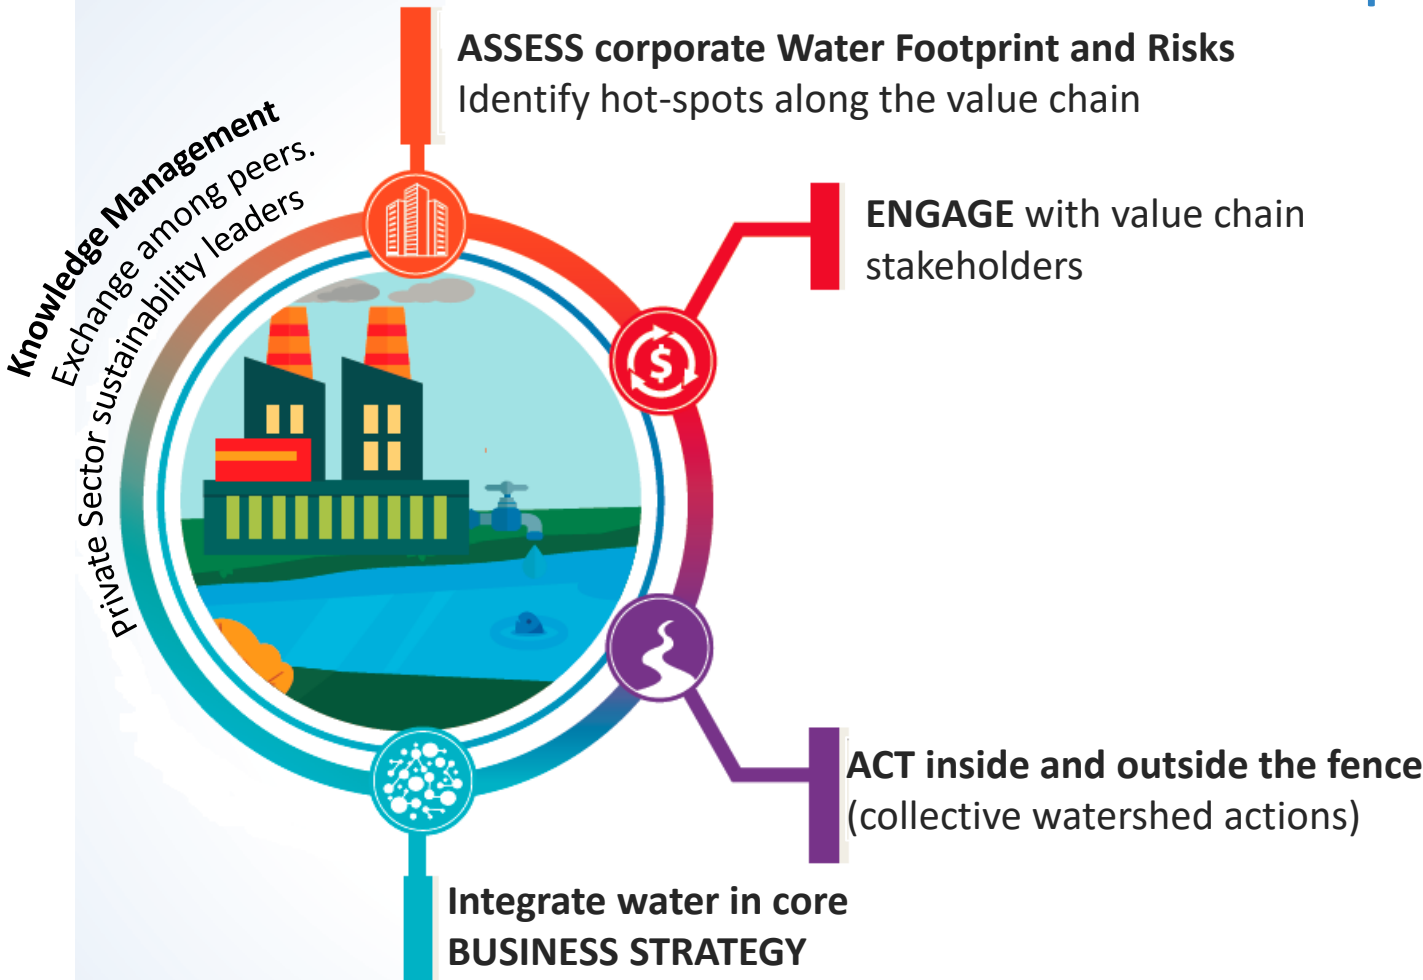 ASSESS corporate Water Footprint and Risks
Identify hot-spots along the value chain
Knowledge Management
Exchange among peers.
Private Sector sustainability leaders
ENGAGE with value chain
stakeholders
$
ACT inside and outside the fence
(collective watershed actions)
Integrate water in core
BUSINESS STRATEGY